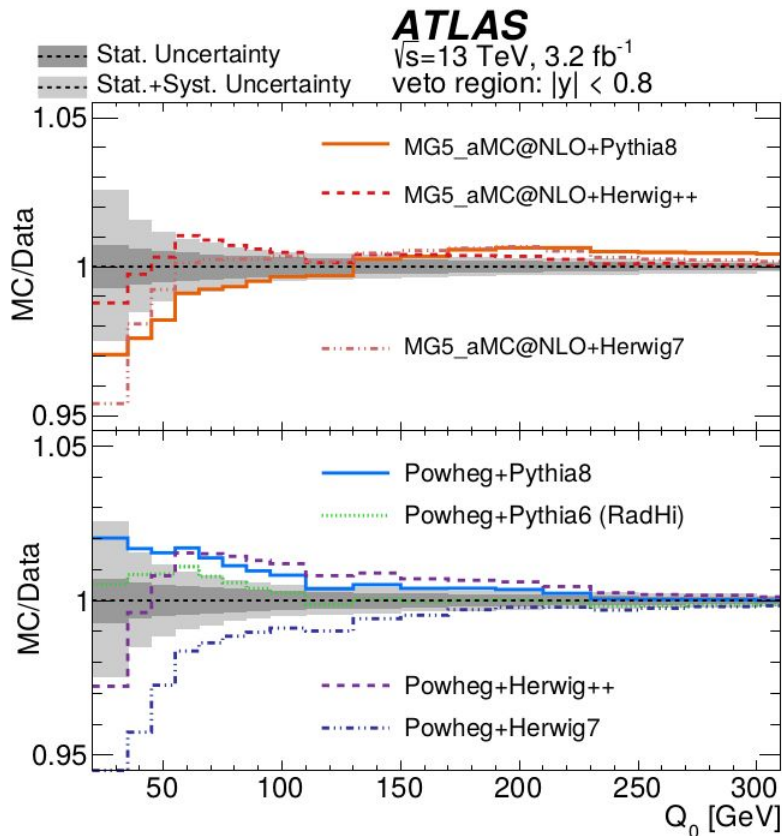 ATLAS
Stat. Uncertainty
√s=13 TeV, 3.2 fb⁻¹
Stat.+Syst. Uncertainty
veto region: |y| < 0.8
1.05
MG5_aMC@NLO+Pythia8
MG5_aMC@NLO+Herwig++
MC/Data
1
MG5_aMC@NLO+Herwig7
0.95
1.05
Powheg+Pythia8
Powheg+Pythia6 (RadHi)
MC/Data
1
Powheg+Herwig++
Powheg+Herwig7
0.95
50 100 150 200 250 300
Q₀ [GeV]